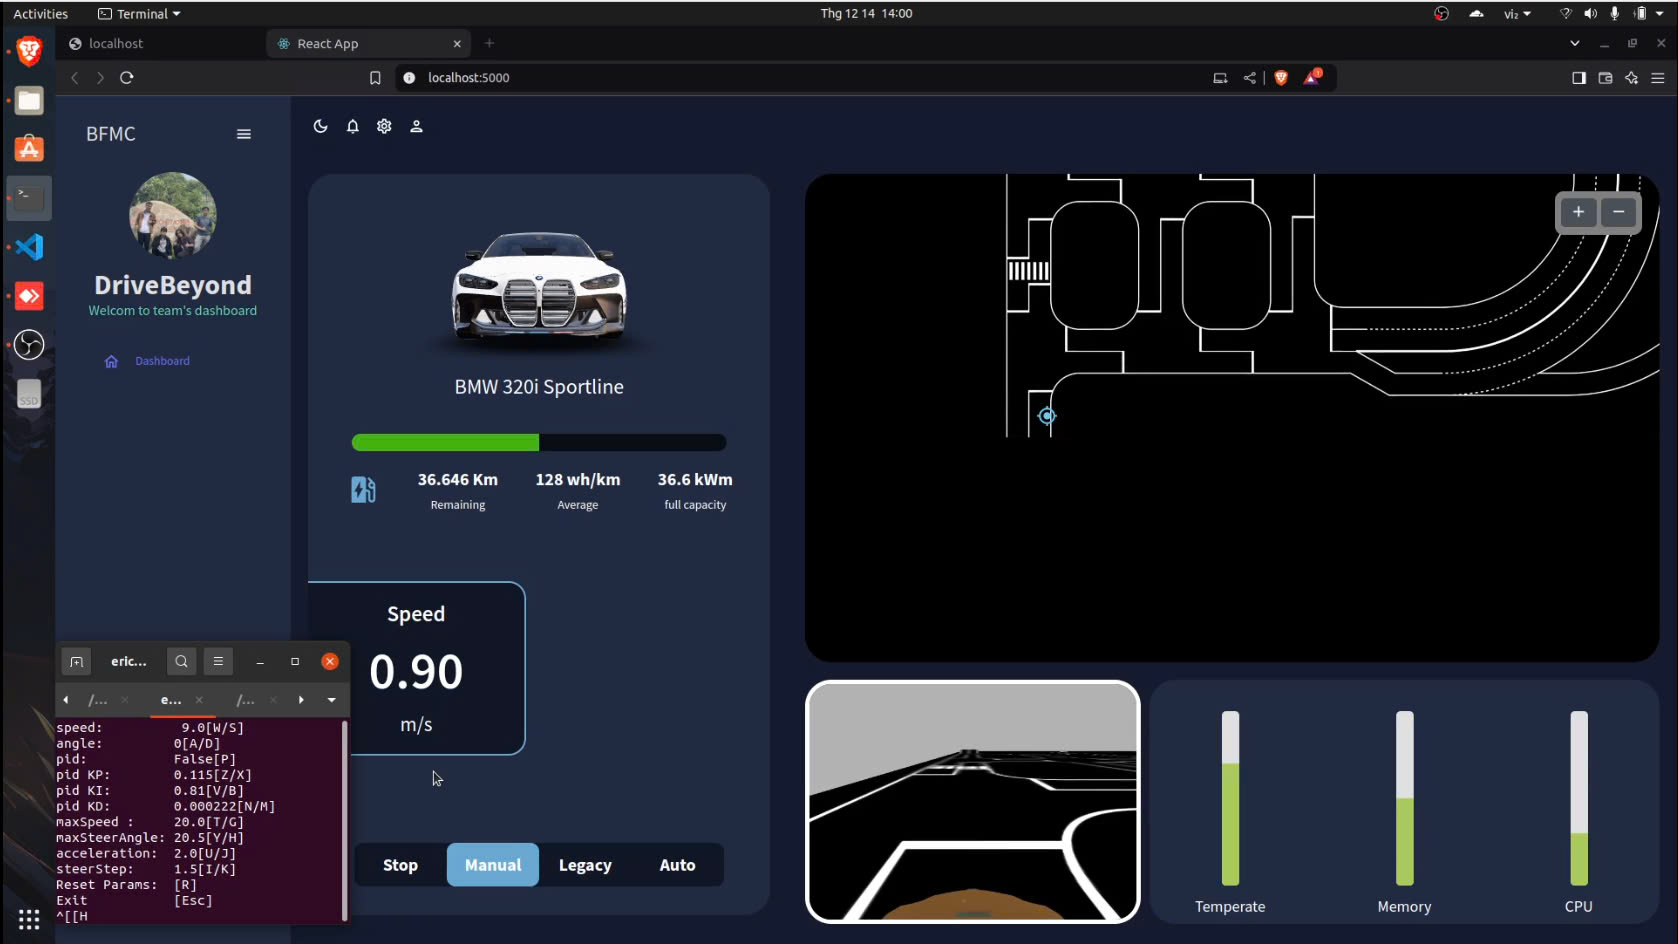 Activities
Terminal
Thg 12 14 14:00
vi₂
localhost
React App
localhost:5000
1
BFMC
DriveBeyond
Welcom to team's dashboard
Dashboard
SSD
BMW 320i Sportline
36.646 Km
128 wh/km
36.6 kWm
Remaining
Average
full capacity
Speed
0.90
m/s
Stop
Manual
Legacy
Auto
+
−
Temperate
Memory
CPU
eric...
/...
e...
/...
speed: 9.0[W/S]
angle: 0[A/D]
pid: False[P]
pid KP: 0.115[Z/X]
pid KI: 0.81[V/B]
pid KD: 0.000222[N/M]
maxSpeed : 20.0[T/G]
maxSteerAngle: 20.5[Y/H]
acceleration: 2.0[U/J]
steerStep: 1.5[I/K]
Reset Params: [R]
Exit [Esc]
^[[H